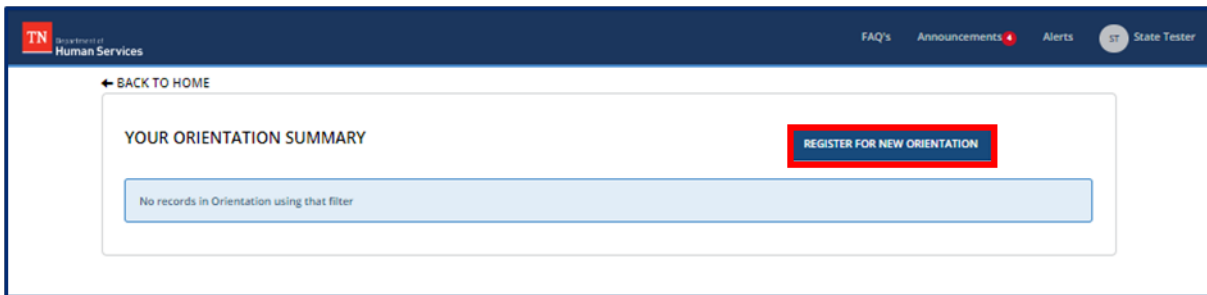 TN Department of
Human Services
FAQ's Announcements 4 Alerts ST State Tester
← BACK TO HOME
YOUR ORIENTATION SUMMARY
REGISTER FOR NEW ORIENTATION
No records in Orientation using that filter